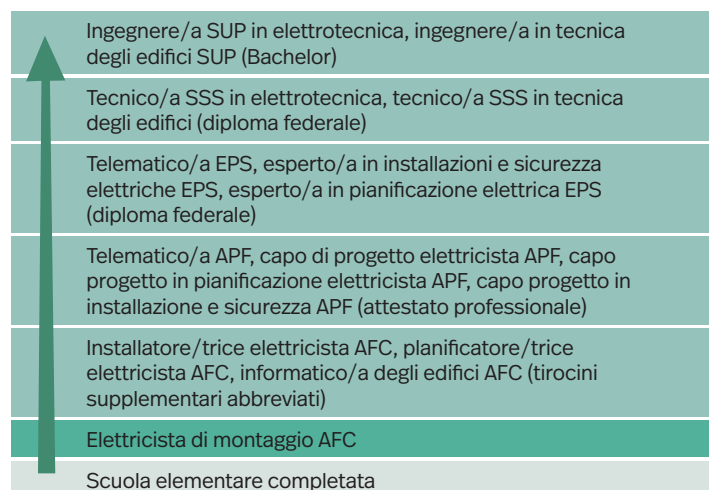 Ingegnere/a SUP in elettrotecnica, ingegnere/a in tecnica
degli edifici SUP (Bachelor)
Tecnico/a SSS in elettrotecnica, tecnico/a SSS in tecnica
degli edifici (diploma federale)
Telematico/a EPS, esperto/a in installazioni e sicurezza
elettriche EPS, esperto/a in pianificazione elettrica EPS
(diploma federale)
Telematico/a APF, capo di progetto elettricista APF, capo
progetto in pianificazione elettricista APF, capo progetto in
installazione e sicurezza APF (attestato professionale)
Installatore/trice elettricista AFC, planificatore/trice
elettricista AFC, informatico/a degli edifici AFC (tirocini
supplementari abbreviati)
Elettricista di montaggio AFC
Scuola elementare completata